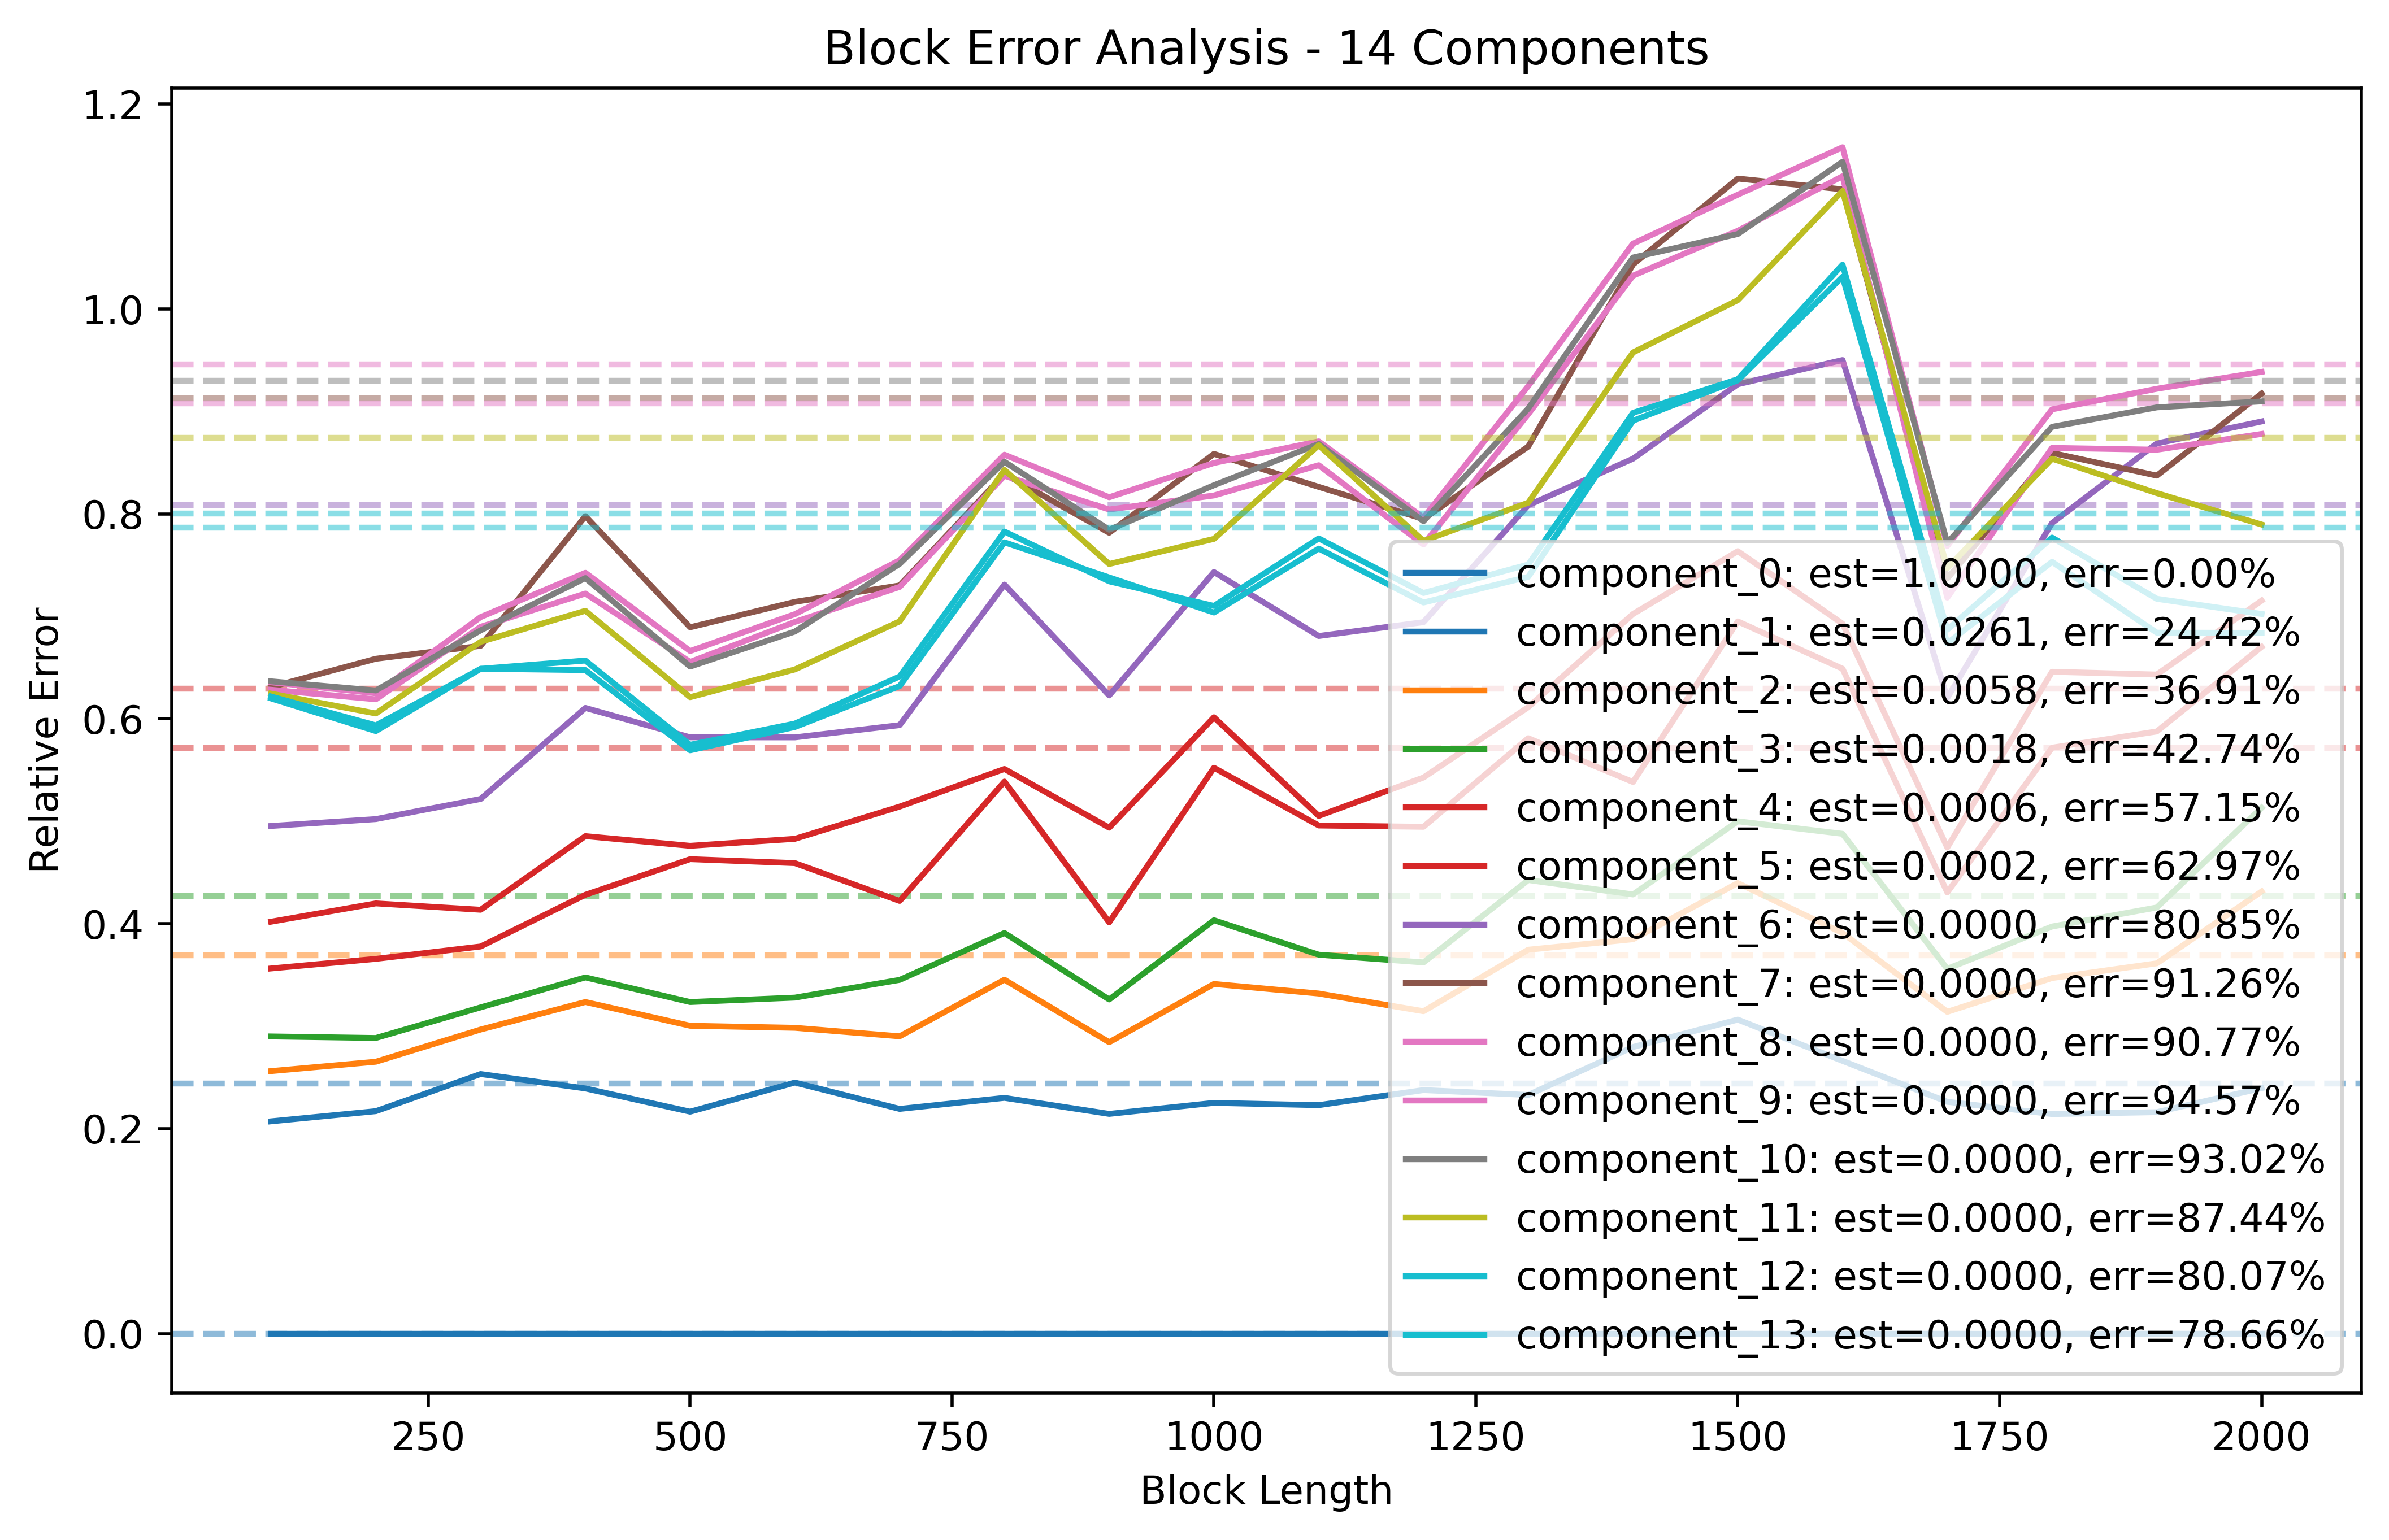 Block Error Analysis - 14 Components
1.2
1.0
0.8
0.6
0.4
0.2
0.0
Relative Error
component_0: est=1.0000, err=0.00%
component_1: est=0.0261, err=24.42%
component_2: est=0.0058, err=36.91%
component_3: est=0.0018, err=42.74%
component_4: est=0.0006, err=57.15%
component_5: est=0.0002, err=62.97%
component_6: est=0.0000, err=80.85%
component_7: est=0.0000, err=91.26%
component_8: est=0.0000, err=90.77%
component_9: est=0.0000, err=94.57%
component_10: est=0.0000, err=93.02%
component_11: est=0.0000, err=87.44%
component_12: est=0.0000, err=80.07%
component_13: est=0.0000, err=78.66%
250 500 750 1000 1250 1500 1750 2000
Block Length